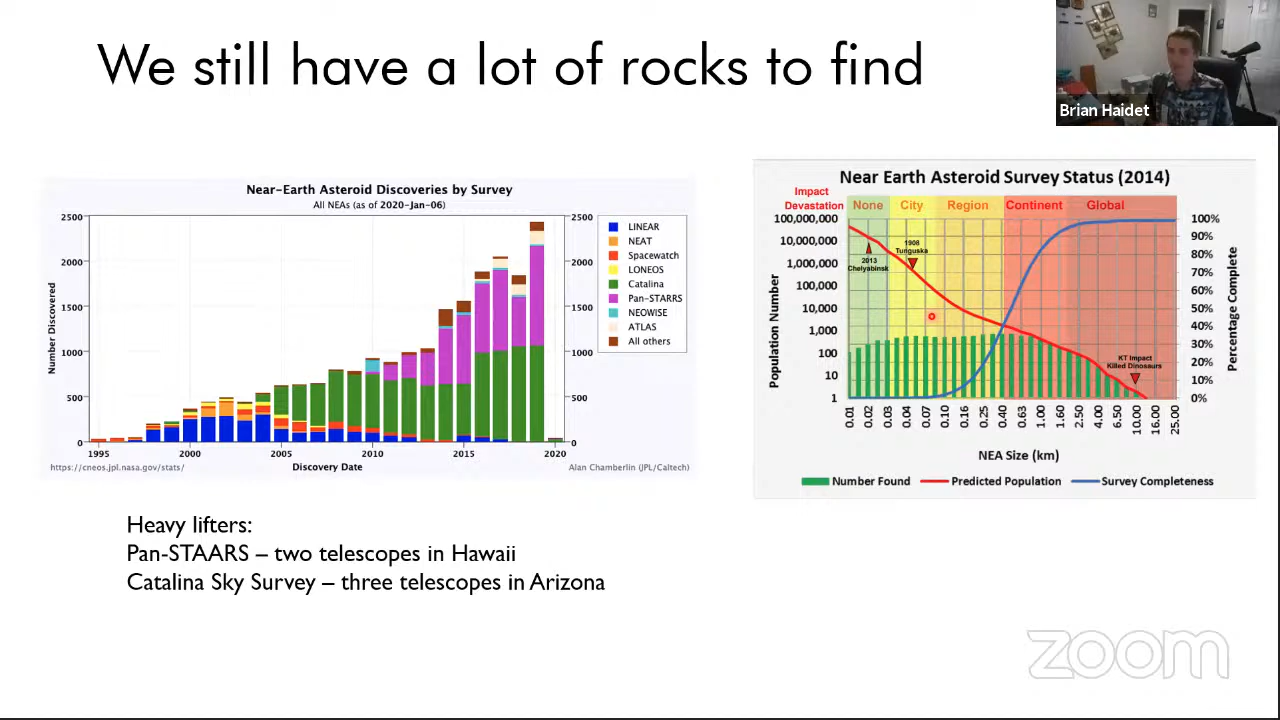 We still have a lot of rocks to find
Brian Haidet
Near-Earth Asteroid Discoveries by Survey
All NEAs (as of 2020-Jan-06)
Number Discovered
2500
2000
1500
1000
500
0
2500
2000
1500
1000
500
0
1995
2000
2005
2010
2015
2020
Discovery Date
https://cneos.jpl.nasa.gov/stats/
Alan Chamberlin (JPL/Caltech)
LINEAR
NEAT
Spacewatch
LONEOS
Catalina
Pan-STARRS
NEOWISE
ATLAS
All others
Near Earth Asteroid Survey Status (2014)
Impact
Devastation
None
City
Region
Continent
Global
Population Number
100,000,000
10,000,000
1,000,000
100,000
10,000
1,000
100
10
1
2013
Chelyabinsk
1908
Tunguska
KT Impact
Killed Dinosaurs
100%
90%
80%
70%
60%
50%
40%
30%
20%
10%
0%
Percentage Complete
0.01
0.02
0.03
0.04
0.07
0.10
0.16
0.25
0.40
0.63
1.00
1.60
2.50
4.00
6.50
10.00
16.00
25.00
NEA Size (km)
Number Found
Predicted Population
Survey Completeness
Heavy lifters:
Pan-STAARS – two telescopes in Hawaii
Catalina Sky Survey – three telescopes in Arizona
zoom